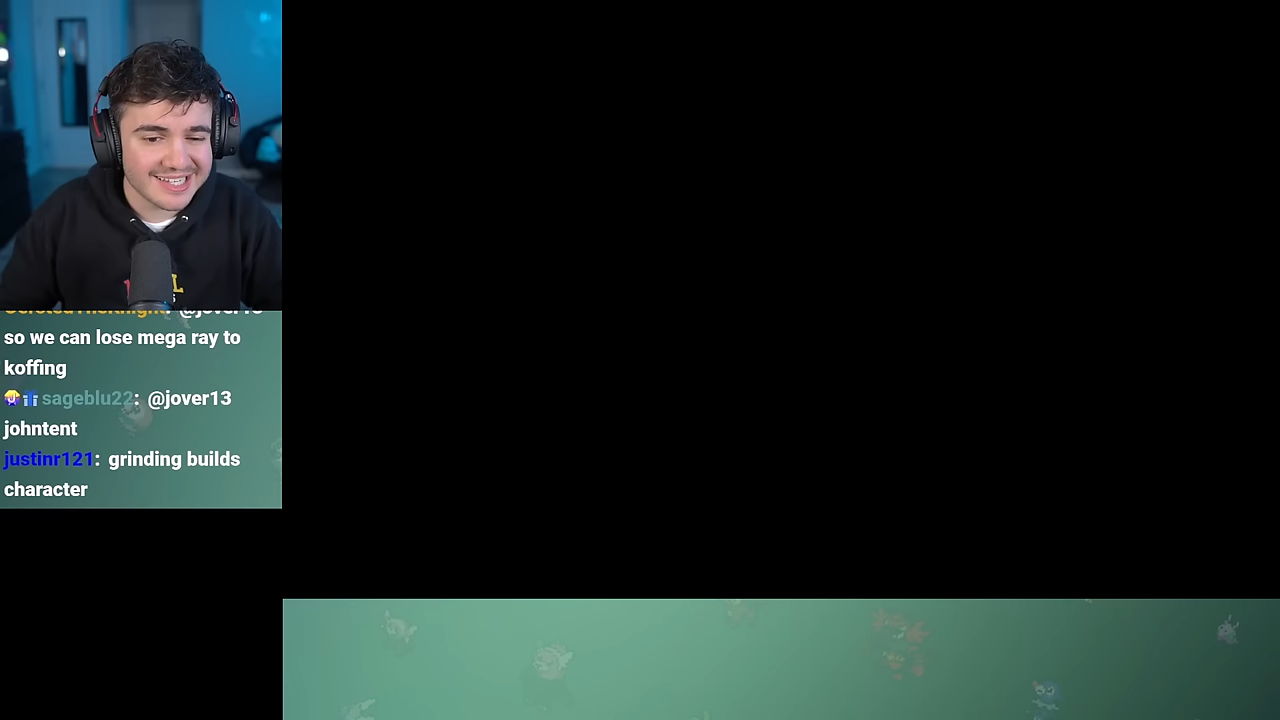 so we can lose mega ray to
koffing
sageblu22: @jover13
johntent
justinr121: grinding builds
character